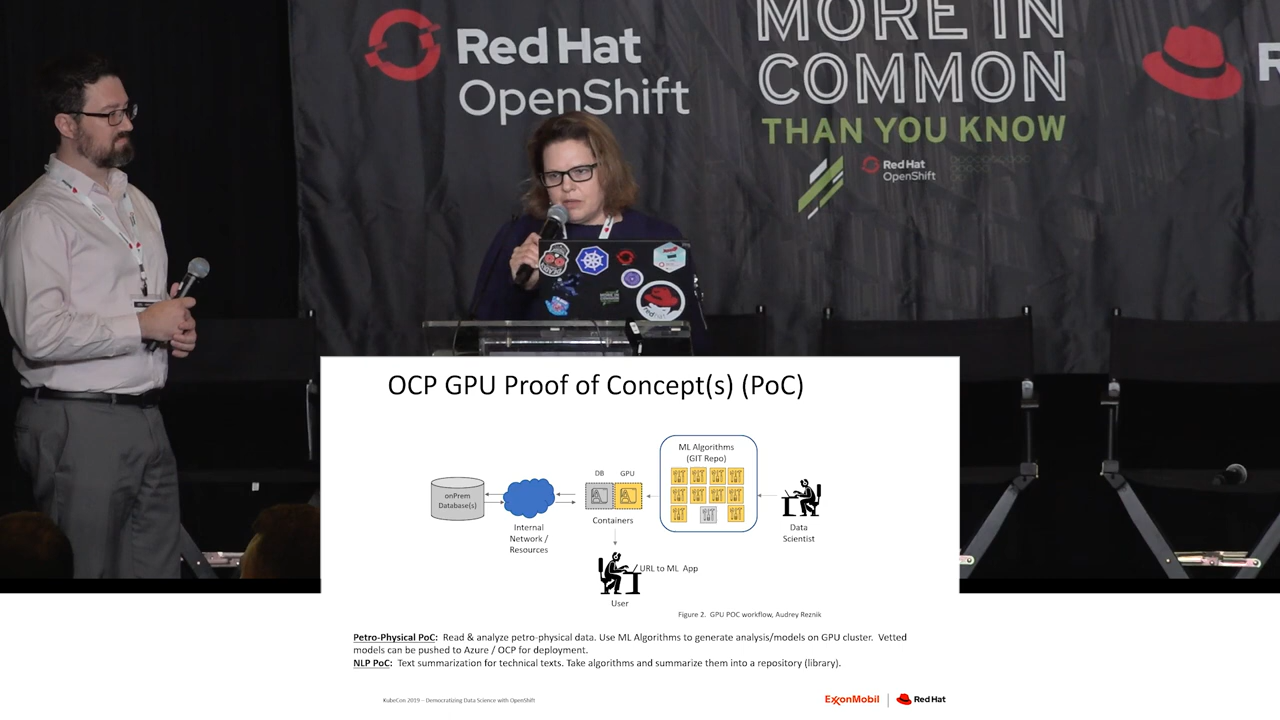 MORE IN
COMMON
THAN YOU KNOW
Red Hat
OpenShift
Red Hat
OpenShift
R
OCP GPU Proof of Concept(s) (PoC)
ML Algorithms
(GIT Repo)
DB GPU
onPrem
Database(s)
Containers
Internal
Network /
Resources
Data
Scientist
URL to ML App
User
Figure 2. GPU POC workflow, Audrey Reznik
Petro-Physical PoC: Read & analyze petro-physical data. Use ML Algorithms to generate analysis/models on GPU cluster. Vetted
models can be pushed to Azure / OCP for deployment.
NLP PoC: Text summarization for technical texts. Take algorithms and summarize them into a repository (library).
KubeCon 2019 – Democratizing Data Science with OpenShift
ExxonMobil
Red Hat